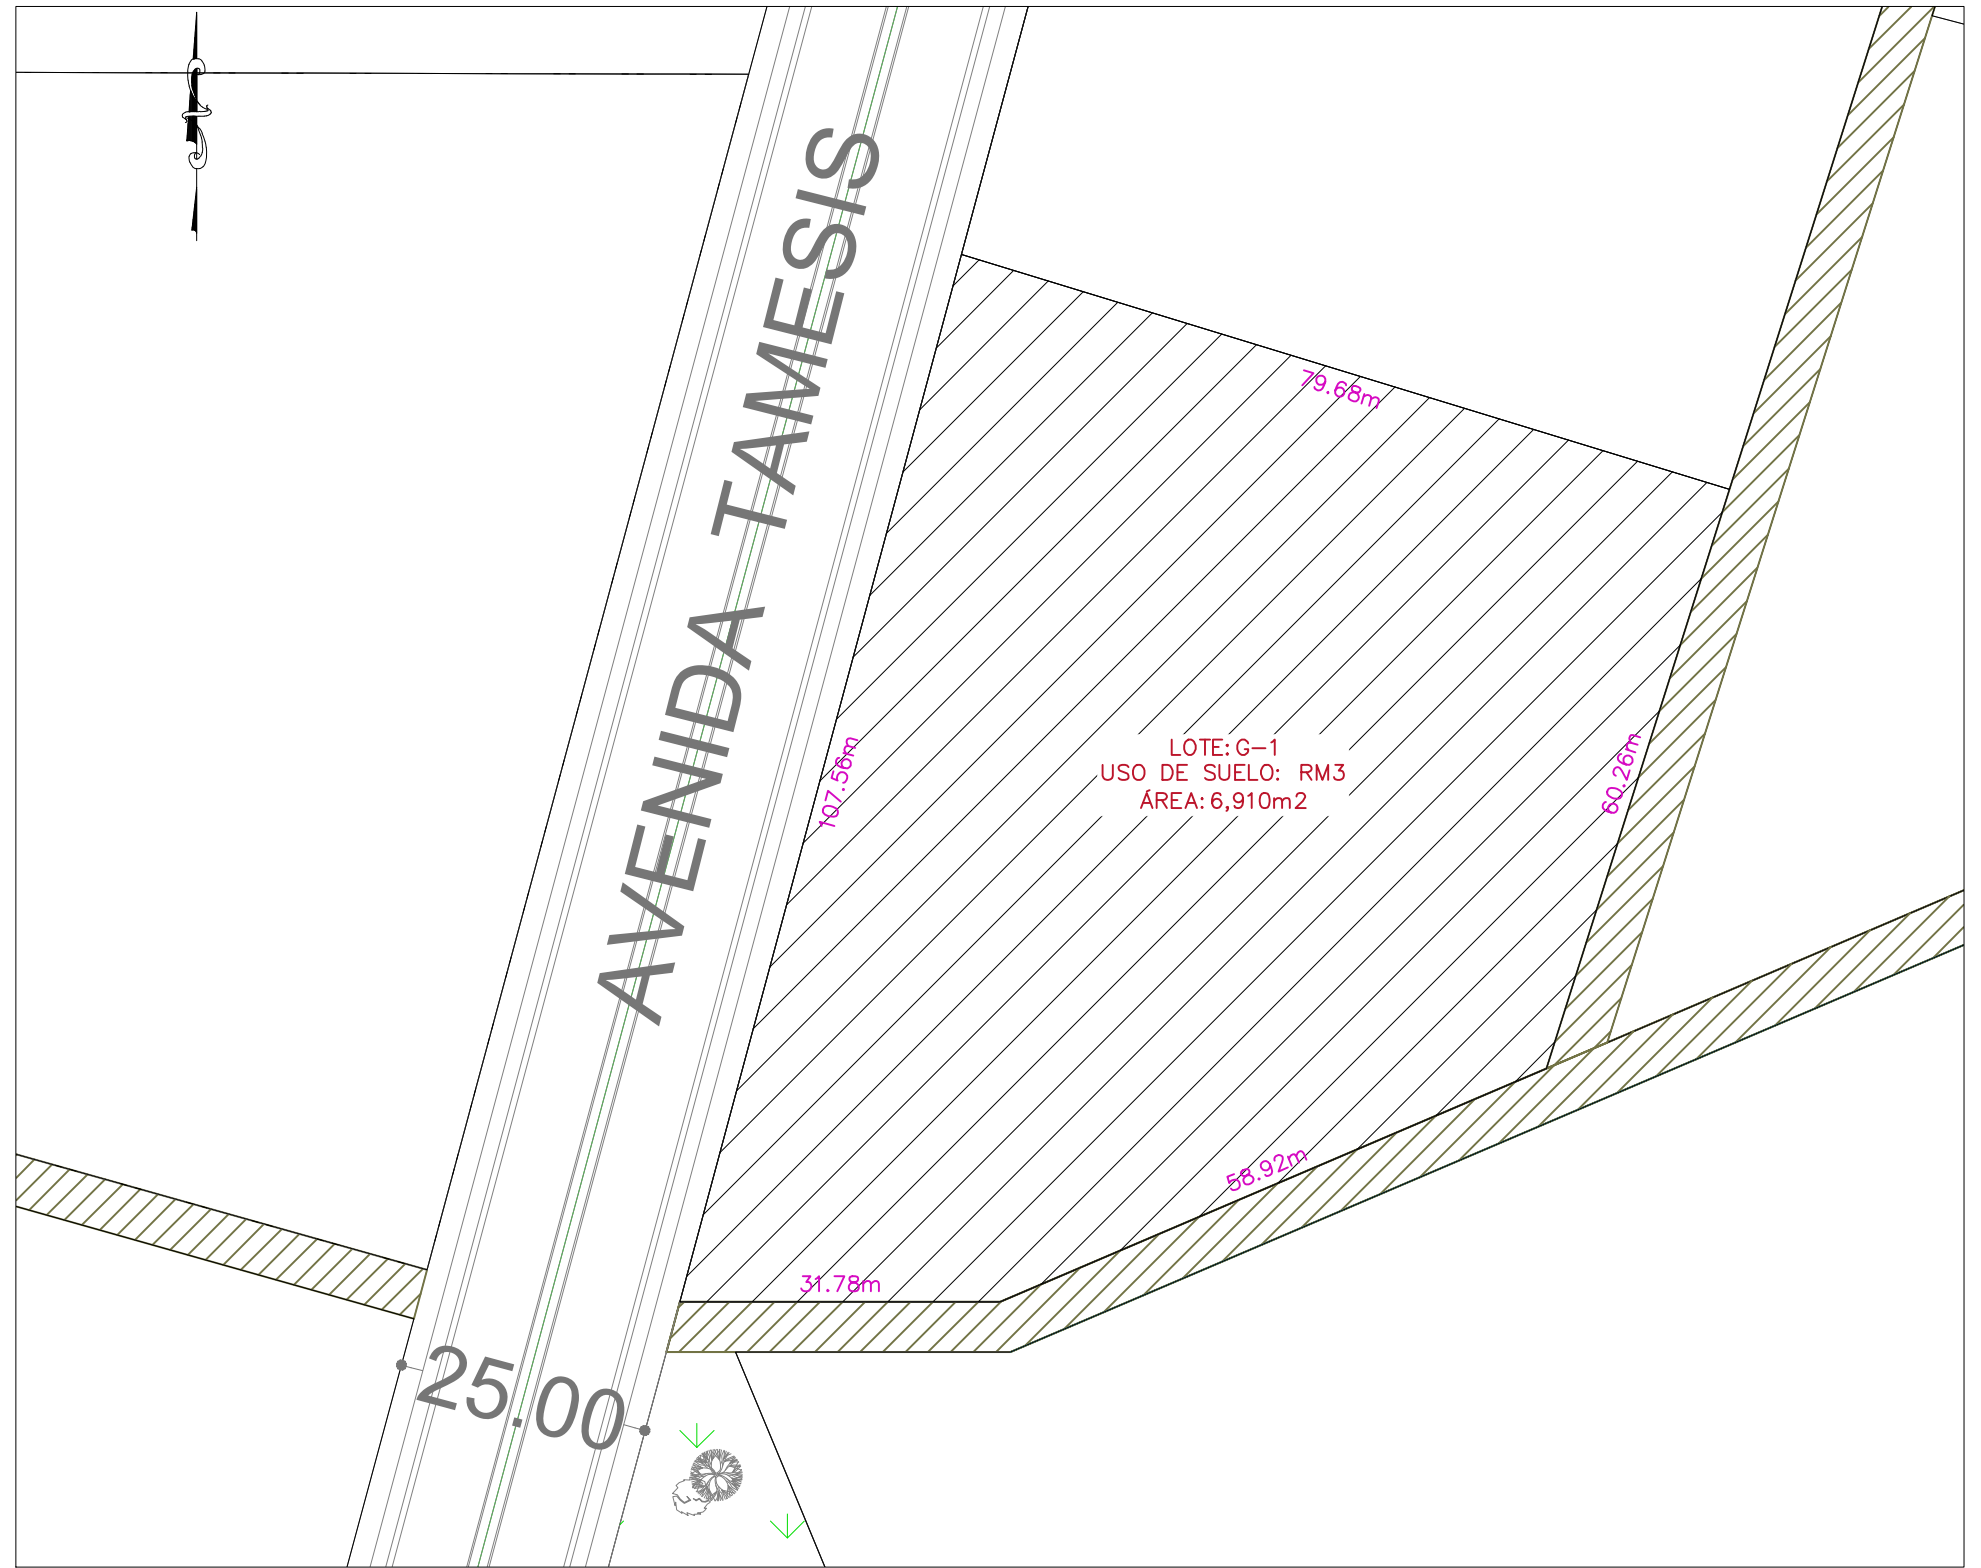 AVENIDA TAMESIS
79.68m
107.56m
LOTE: G-1
USO DE SUELO: RM3
ÁREA: 6,910m2
60.26m
58.92m
31.78m
25.00